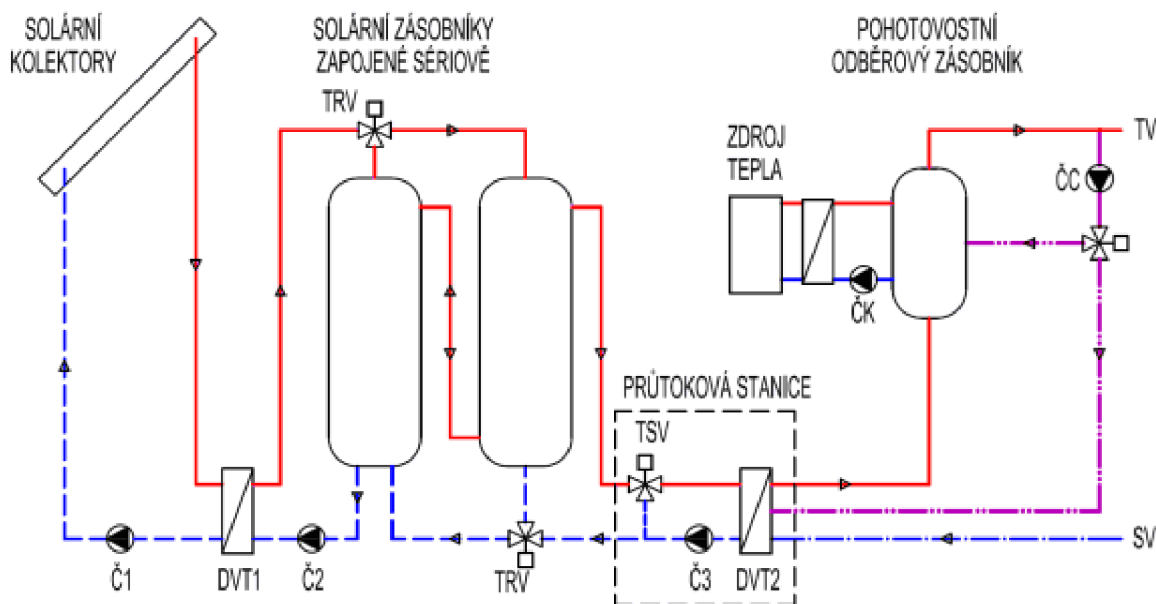 SOLÁRNÍ
KOLEKTORY
SOLÁRNÍ ZÁSOBNÍKY
ZAPOJENÉ SÉRIOVĚ
POHOTOVOSTNÍ
ODBĚROVÝ ZÁSOBNÍK
TRV
ZDROJ
TEPLA
TV
ČC
ČK
PRŮTOKOVÁ STANICE
TSV
SV
Č1
DVT1
Č2
TRV
Č3
DVT2